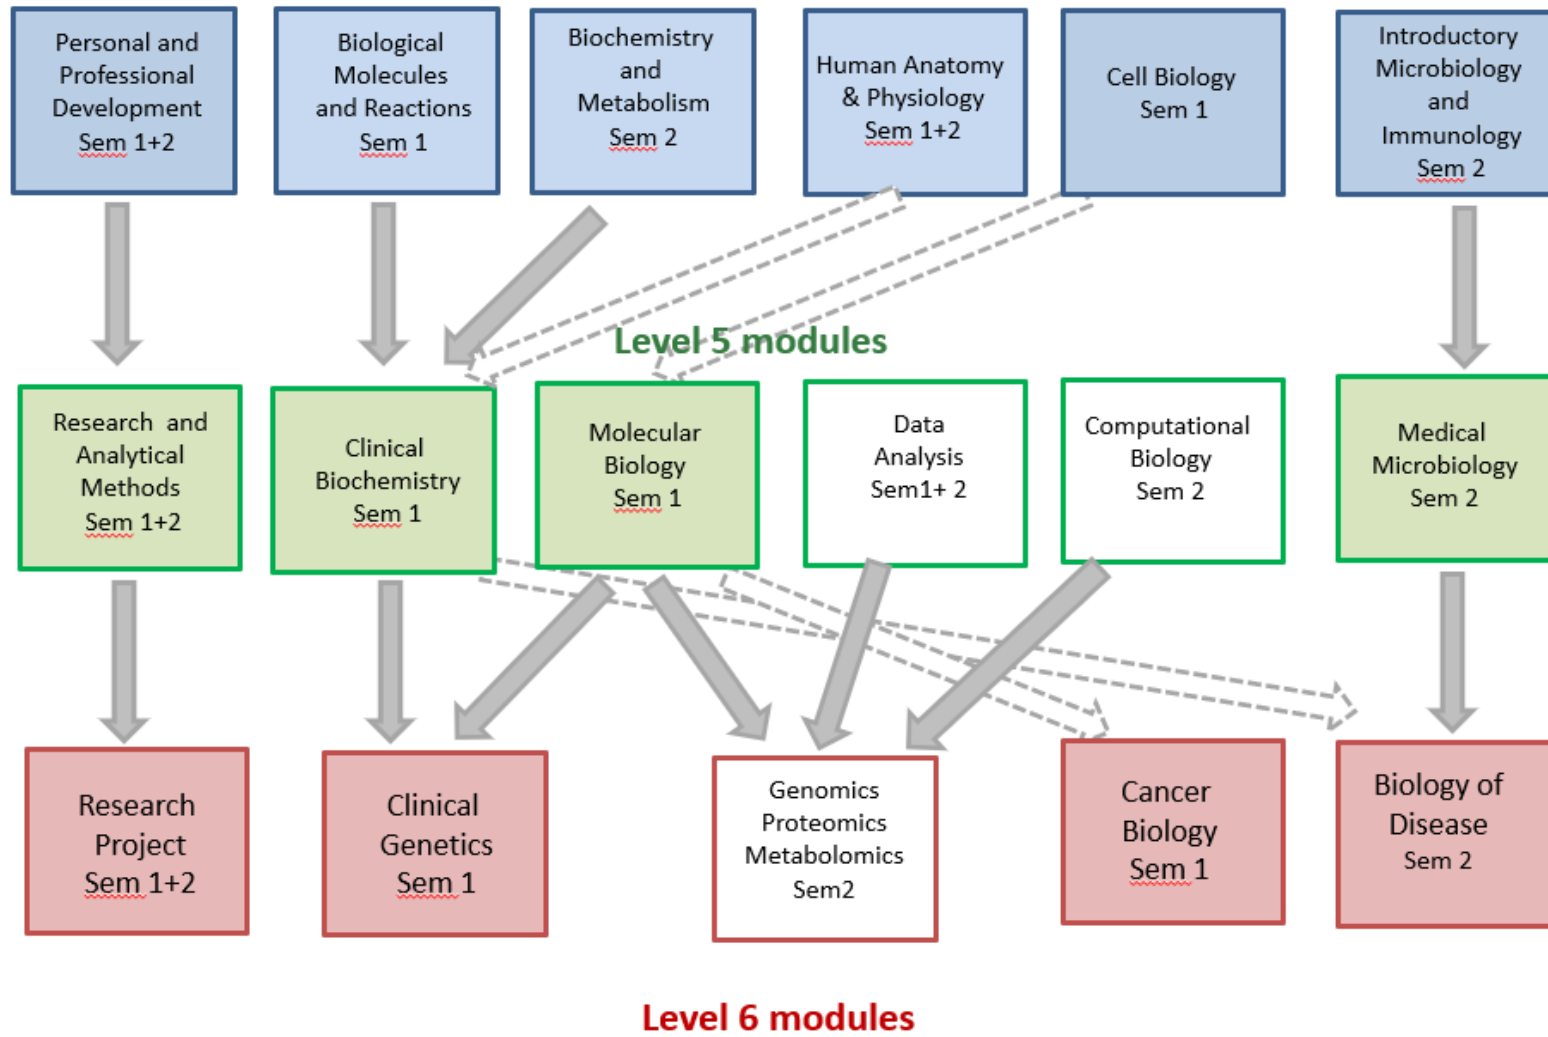 Personal and
Professional
Development
Sem 1+2
Biological
Molecules
and Reactions
Sem 1
Biochemistry
and
Metabolism
Sem 2
Human Anatomy
& Physiology
Sem 1+2
Cell Biology
Sem 1
Introductory
Microbiology
and
Immunology
Sem 2
Level 5 modules
Research and
Analytical
Methods
Sem 1+2
Clinical
Biochemistry
Sem 1
Molecular
Biology
Sem 1
Data
Analysis
Sem1+ 2
Computational
Biology
Sem 2
Medical
Microbiology
Sem 2
Research
Project
Sem 1+2
Clinical
Genetics
Sem 1
Genomics
Proteomics
Metabolomics
Sem2
Cancer
Biology
Sem 1
Biology of
Disease
Sem 2
Level 6 modules